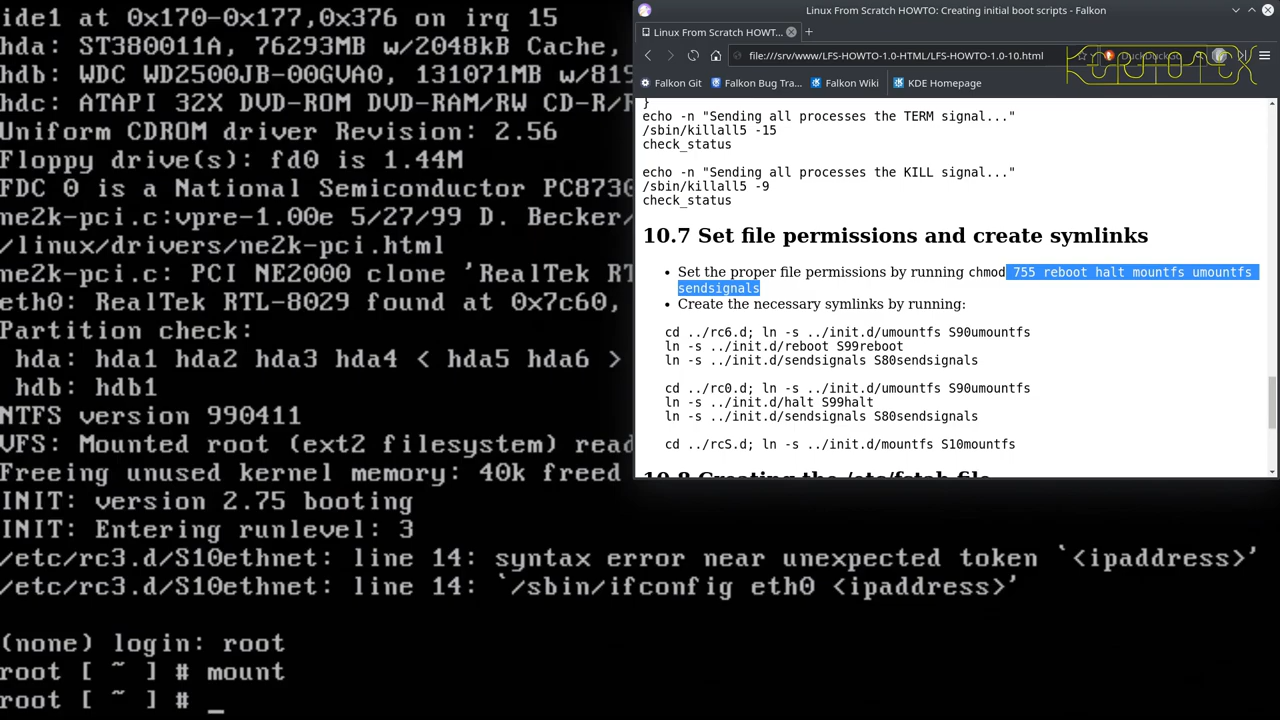 ide1 at 0x170-0x177,0x376 on irq 15
hda: ST380011A, 76293MB w/2048kB Cache,
hdb: WDC WD2500JB-00GVA0, 131071MB w/819
hdc: ATAPI 32X DVD-ROM DVD-RAM/RW CD-R/R
Uniform CDROM driver Revision: 2.56
Floppy drive(s): fd0 is 1.44M
FDC 0 is a National Semiconductor PC8730
ne2k-pci.c:vpre-1.00e 5/27/99 D. Becker/
/linux/drivers/ne2k-pci.html
ne2k-pci.c: PCI NE2000 clone 'RealTek RT
eth0: RealTek RTL-8029 found at 0x7c60,
Partition check:
hda: hda1 hda2 hda3 hda4 < hda5 hda6 >
hdb: hdb1
NTFS version 990411
VFS: Mounted root (ext2 filesystem) read
Freeing unused kernel memory: 40k freed
INIT: version 2.75 booting
INIT: Entering runlevel: 3
/etc/rc3.d/S10ethnet: line 14: syntax error near unexpected token `<ipaddress>'
/etc/rc3.d/S10ethnet: line 14: `/sbin/ifconfig eth0 <ipaddress>'
(none) login: root
root [ ~ ] # mount
root [ ~ ] # _
Linux From Scratch HOWTO: Creating initial boot scripts - Falkon
Linux From Scratch HOWT...
file:///srv/www/LFS-HOWTO-1.0-HTML/LFS-HOWTO-1.0-10.html
Falkon Git Falkon Bug Tra... Falkon Wiki KDE Homepage
}
echo -n "Sending all processes the TERM signal..."
/sbin/killall5 -15
check_status
echo -n "Sending all processes the KILL signal..."
/sbin/killall5 -9
check_status
10.7 Set file permissions and create symlinks
• Set the proper file permissions by running chmod 755 reboot halt mountfs umountfs
sendsignals
• Create the necessary symlinks by running:
cd ../rc6.d; ln -s ../init.d/umountfs S90umountfs
ln -s ../init.d/reboot S99reboot
ln -s ../init.d/sendsignals S80sendsignals
cd ../rc0.d; ln -s ../init.d/umountfs S90umountfs
ln -s ../init.d/halt S99halt
ln -s ../init.d/sendsignals S80sendsignals
cd ../rcS.d; ln -s ../init.d/mountfs S10mountfs
10.8 Creating the /etc/fstab file